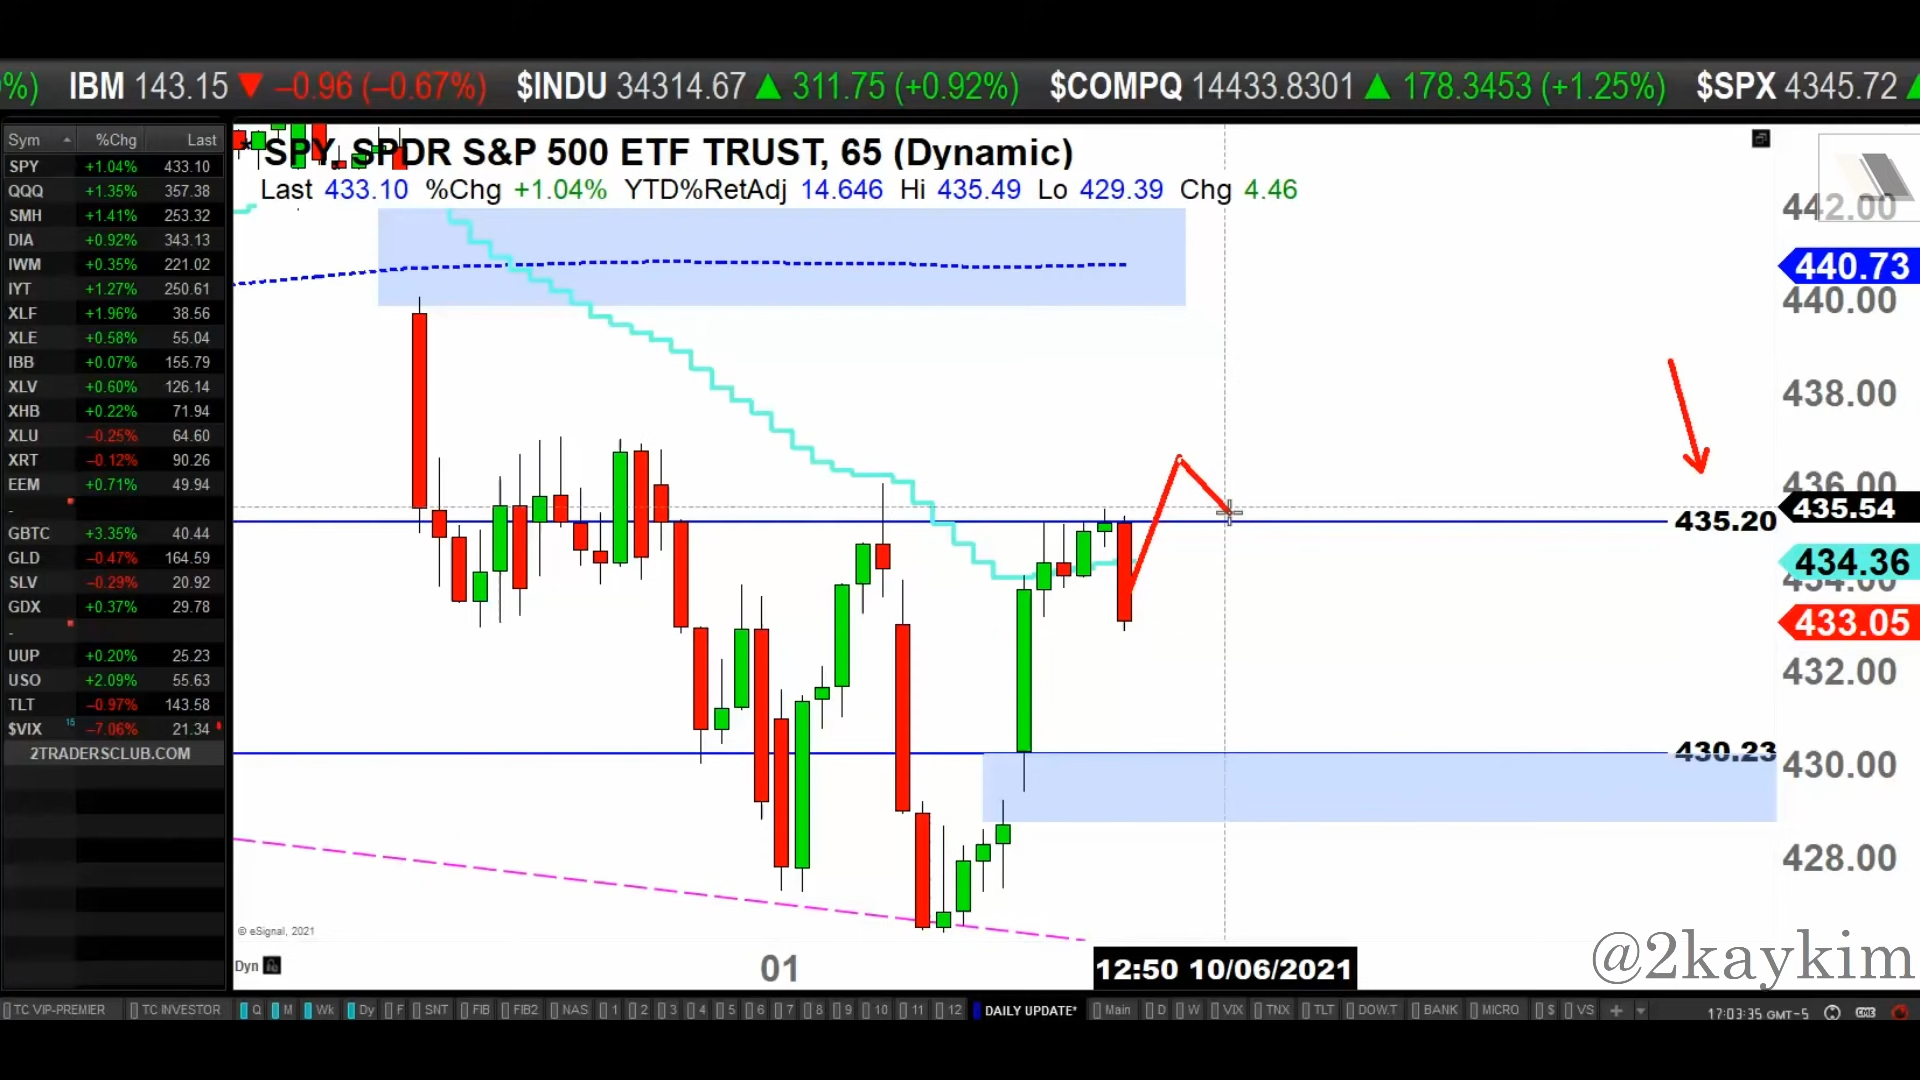 %) IBM 143.15 ▼ –0.96 (–0.67%) $INDU 34314.67 ▲ 311.75 (+0.92%) $COMPQ 14433.8301 ▲ 178.3453 (+1.25%) $SPX 4345.72
Sym %Chg Last
SPY +1.04% 433.10
QQQ +1.35% 357.38
SMH +1.41% 253.32
DIA +0.92% 343.13
IWM +0.35% 221.02
IYT +1.27% 250.61
XLF +1.96% 38.56
XLE +0.58% 55.04
IBB +0.07% 155.79
XLV +0.60% 126.14
XHB +0.22% 71.94
XLU –0.25% 64.60
XRT –0.12% 90.26
EEM +0.71% 49.94
-
GBTC +3.35% 40.44
GLD –0.47% 164.59
SLV –0.29% 20.92
GDX +0.37% 29.78
-
UUP +0.20% 25.23
USO +2.09% 55.63
TLT –0.97% 143.58
$VIX 15 –7.06% 21.34
2TRADERSCLUB.COM
* SPY, SPDR S&P 500 ETF TRUST, 65 (Dynamic)
Last 433.10 %Chg +1.04% YTD%RetAdj 14.646 Hi 435.49 Lo 429.39 Chg 4.46
442.00
440.73
440.00
438.00
436.00
435.54
435.20
434.36
434.00
433.05
432.00
430.23
430.00
428.00
© eSignal, 2021
@2kaykim
Dyn
01
12:50 10/06/2021
TC VIP-PREMIER TC INVESTOR Q M Wk Dy F SNT FIB FIB2 NAS 1 2 3 4 5 6 7 8 9 10 11 12 DAILY UPDATE* Main D W VIX TNX TLT DOW.T BANK MICRO $ VS +
17:03:35 GMT-5 CME